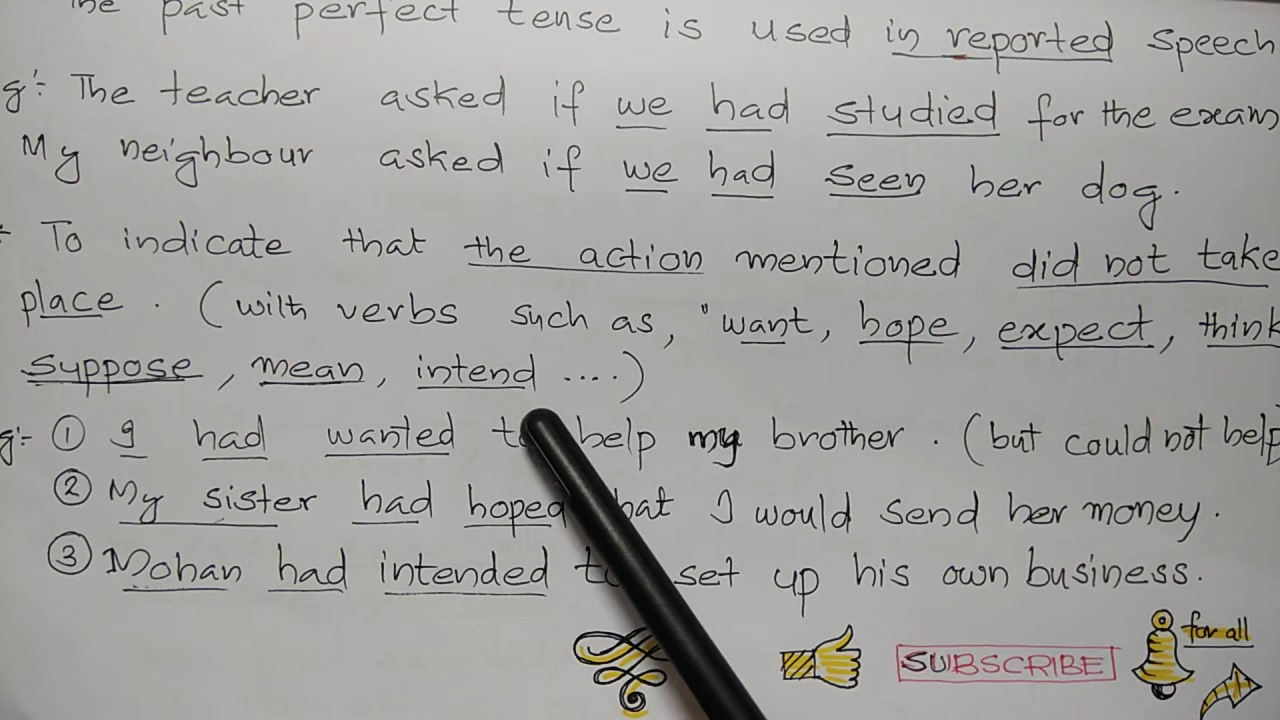 The past perfect tense is used in reported speech
g:- The teacher asked if we had studied for the exam
My neighbour asked if we had seen her dog.
* To indicate that the action mentioned did not take
place. (with verbs such as, "want, hope, expect, think
suppose, mean, intend ....)
g:- ① I had wanted to help my brother. (but could not help
② My sister had hoped hat I would send her money.
③ Mohan had intended to set up his own business.
for all
SUBSCRIBE